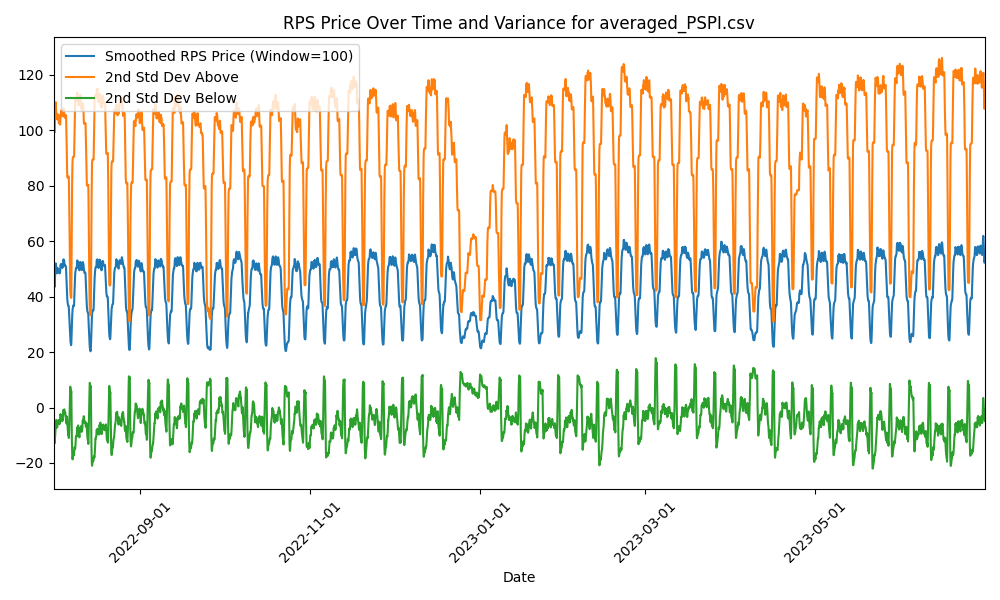 RPS Price Over Time and Variance for averaged_PSPI.csv
Smoothed RPS Price (Window=100)
2nd Std Dev Above
2nd Std Dev Below
120
100
80
60
40
20
0
−20
2022-09-01
2022-11-01
2023-01-01
2023-03-01
2023-05-01
Date